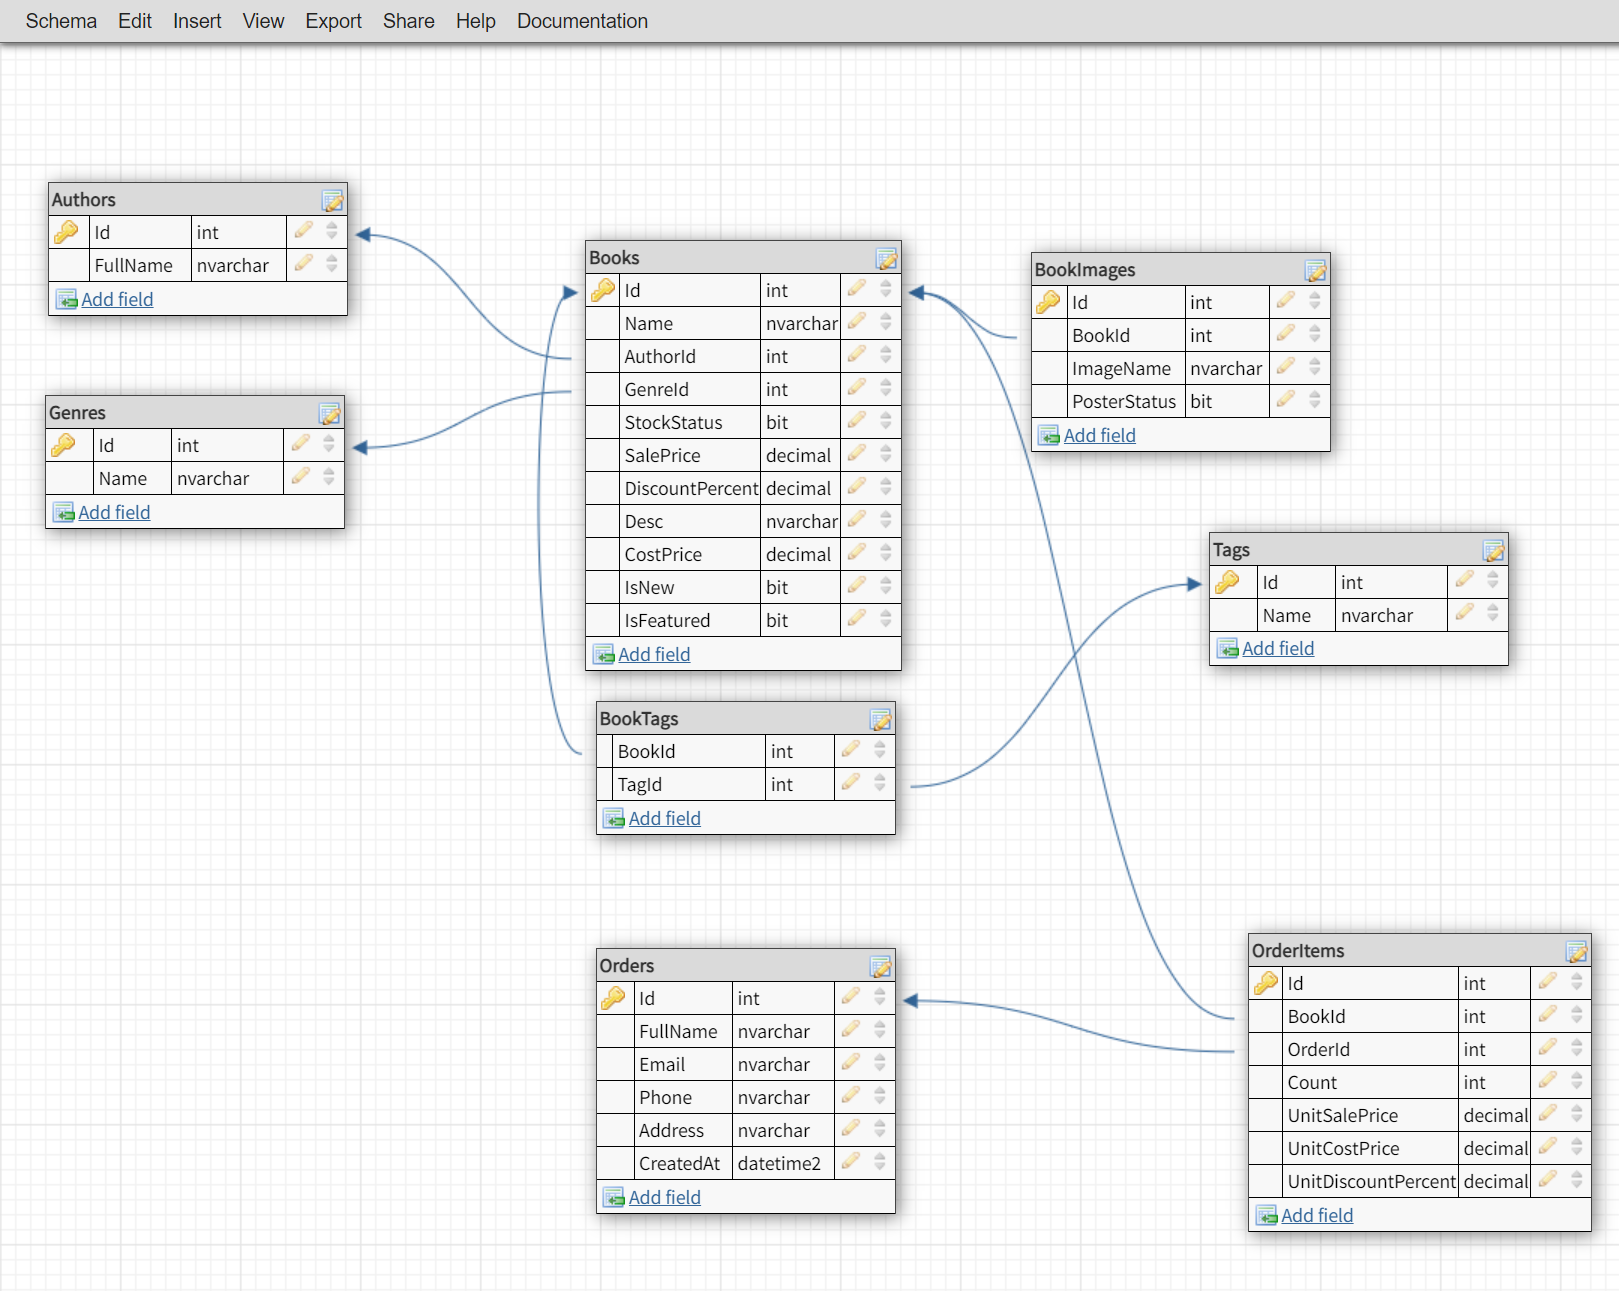 Schema Edit Insert View Export Share Help Documentation
Authors
Id int
FullName nvarchar
Add field
Genres
Id int
Name nvarchar
Add field
Books
Id int
Name nvarchar
AuthorId int
GenreId int
StockStatus bit
SalePrice decimal
DiscountPercent decimal
Desc nvarchar
CostPrice decimal
IsNew bit
IsFeatured bit
Add field
BookImages
Id int
BookId int
ImageName nvarchar
PosterStatus bit
Add field
Tags
Id int
Name nvarchar
Add field
BookTags
BookId int
TagId int
Add field
Orders
Id int
FullName nvarchar
Email nvarchar
Phone nvarchar
Address nvarchar
CreatedAt datetime2
Add field
OrderItems
Id int
BookId int
OrderId int
Count int
UnitSalePrice decimal
UnitCostPrice decimal
UnitDiscountPercent decimal
Add field